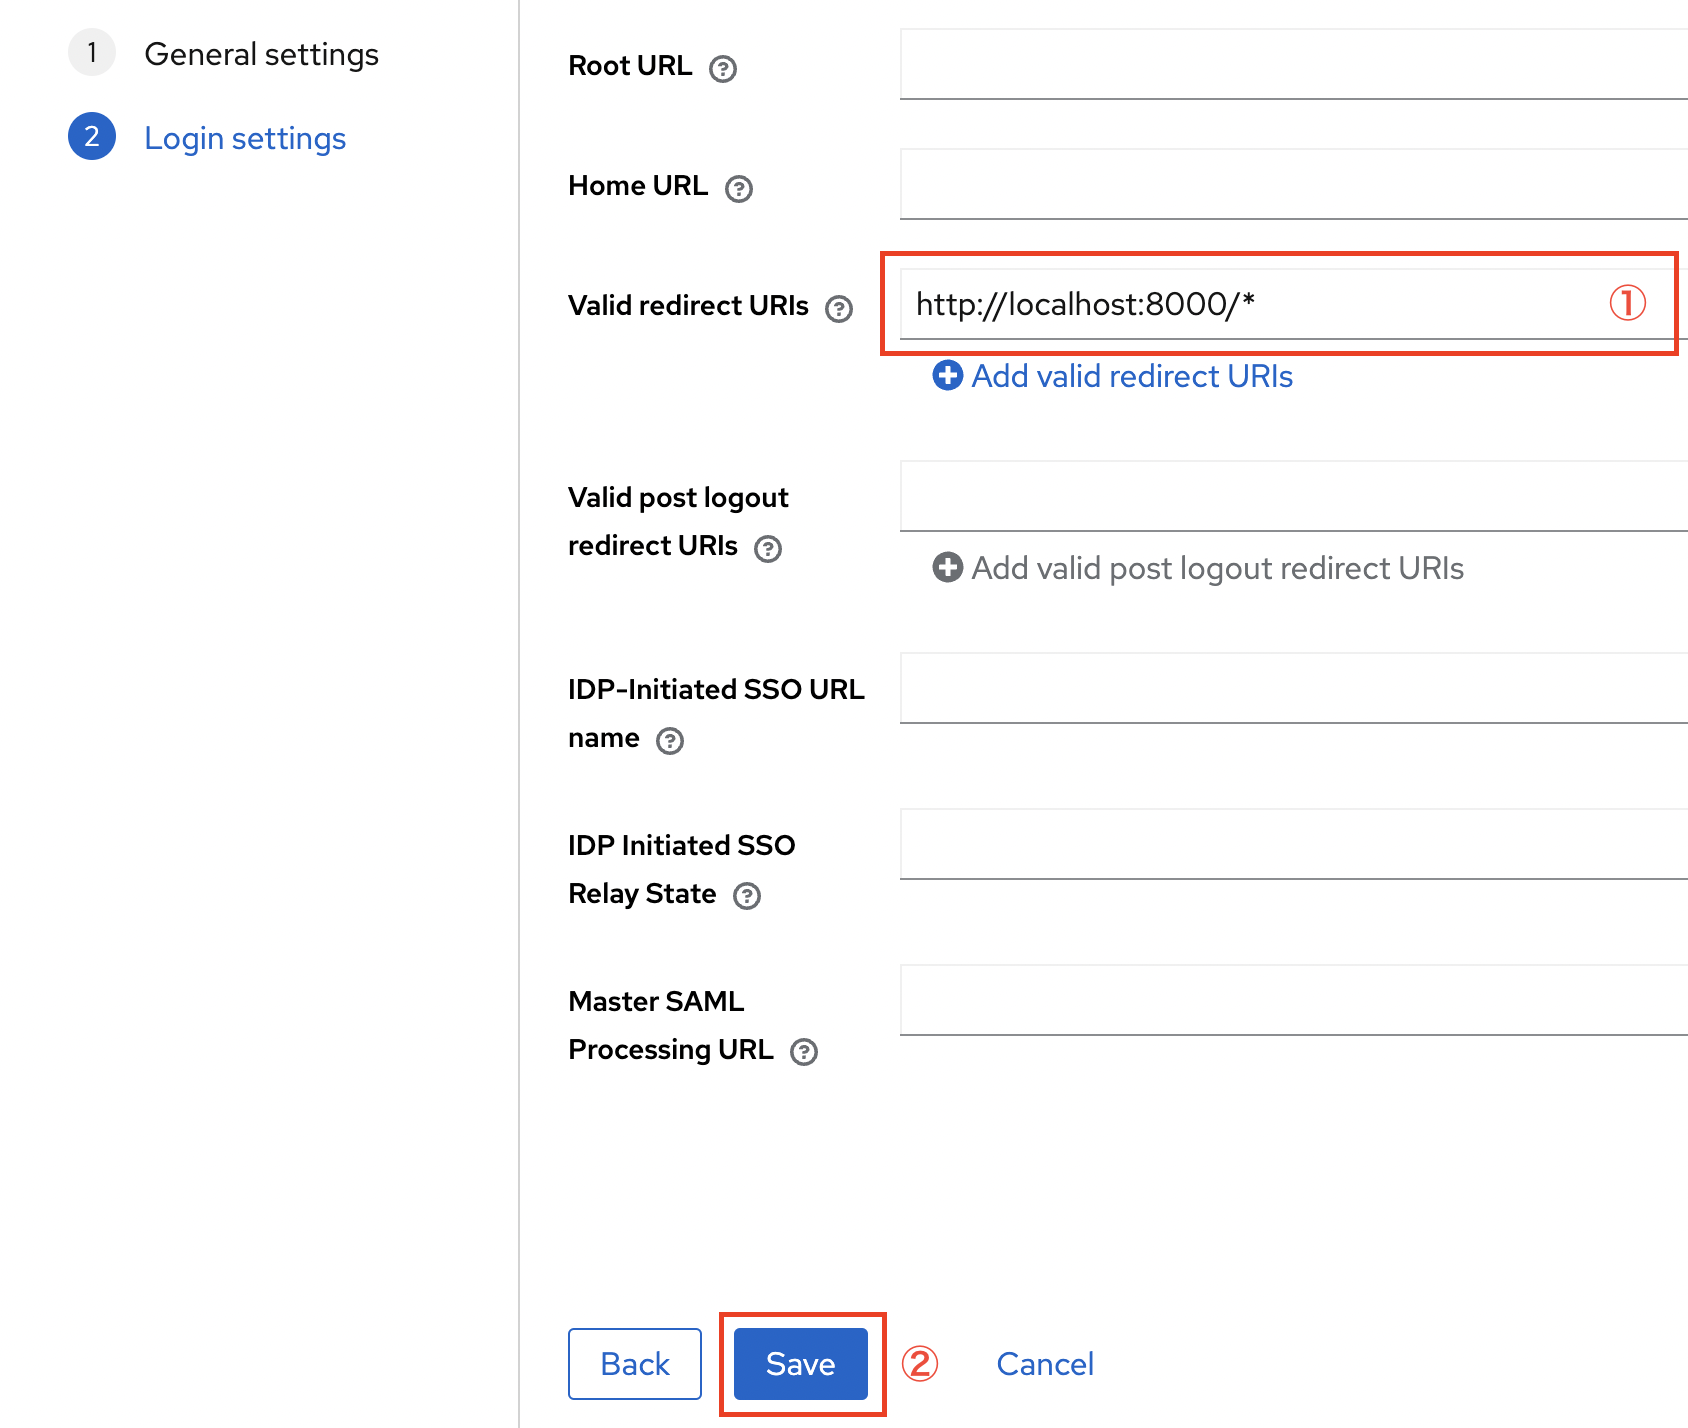 1 General settings
2 Login settings
Root URL
Home URL
Valid redirect URIs
http://localhost:8000/* ①
Add valid redirect URIs
Valid post logout
redirect URIs
Add valid post logout redirect URIs
IDP-Initiated SSO URL
name
IDP Initiated SSO
Relay State
Master SAML
Processing URL
Back Save ② Cancel